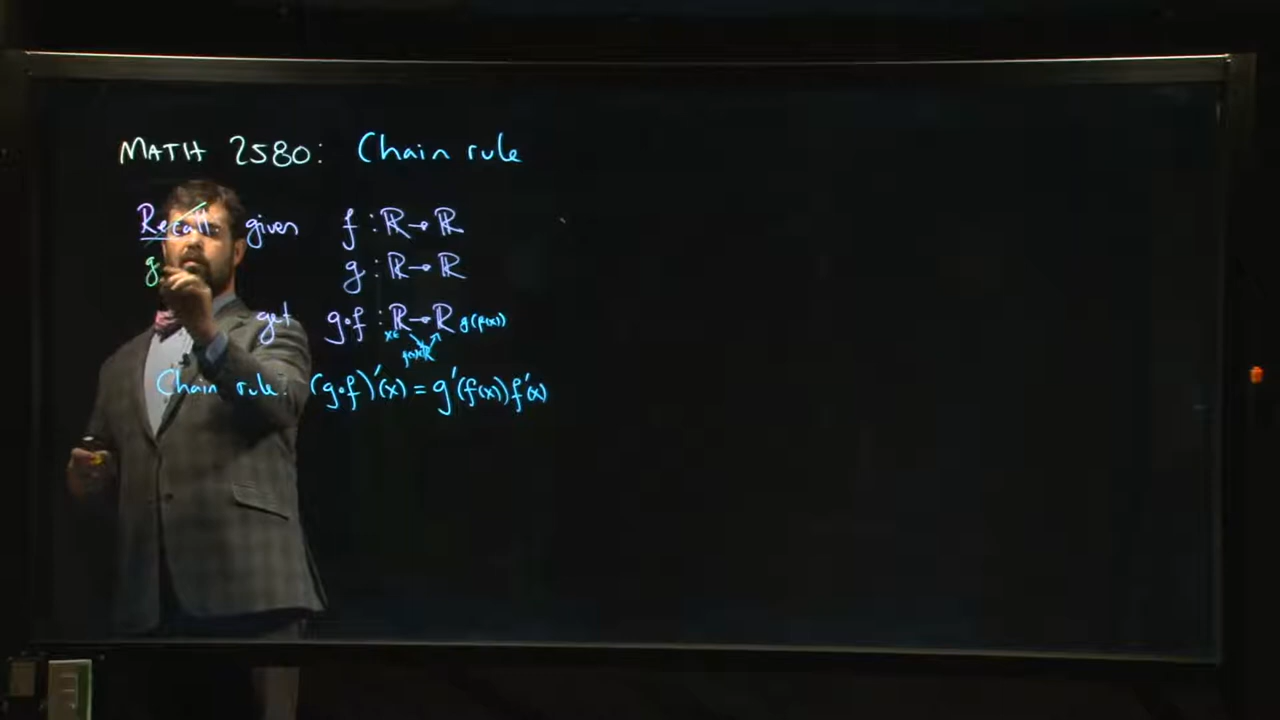 MATH 2580: Chain rule
Recall given f : ℝ → ℝ
g g : ℝ → ℝ
get g∘f : ℝ → ℝ g(f(x))
x∈
Chain rule: (g∘f)'(x) = g'(f(x)) f'(x)